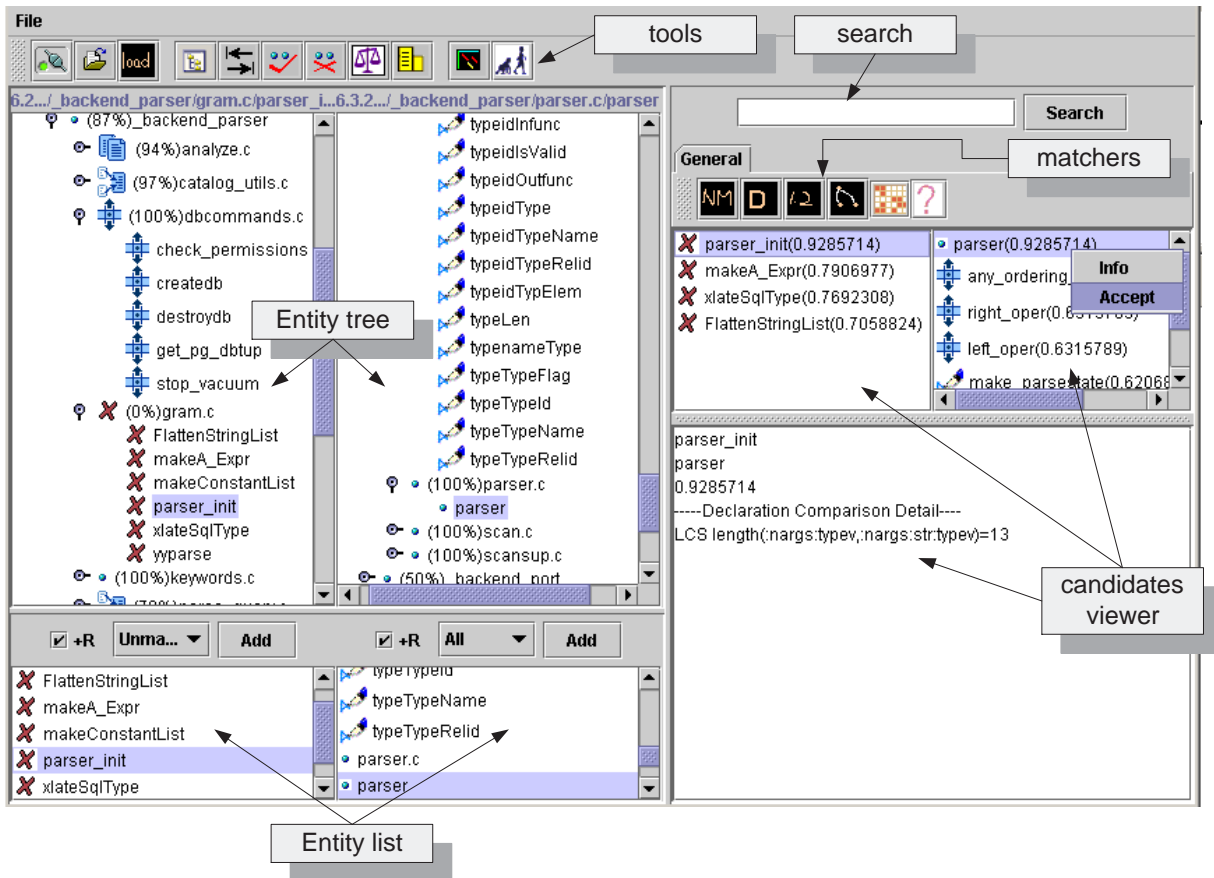 File
tools
search
load
6.2.../_backend_parser/gram.c/parser_i...6.3.2.../_backend_parser/parser.c/parser
(87%)_backend_parser
(94%)analyze.c
(97%)catalog_utils.c
(100%)dbcommands.c
check_permissions
createdb
destroydb
get_pg_dbtup
stop_vacuum
(0%)gram.c
FlattenStringList
makeA_Expr
makeConstantList
parser_init
xlateSqlType
yyparse
(100%)keywords.c
Entity tree
typeidInfunc
typeidIsValid
typeidOutfunc
typeidType
typeidTypeName
typeidTypeRelid
typeidTypElem
typeLen
typenameType
typeTypeFlag
typeTypeId
typeTypeName
typeTypeRelid
(100%)parser.c
parser
(100%)scan.c
(100%)scansup.c
(50%)_backend_port
Search
General
matchers
NM D 1.2 ?
parser_init(0.9285714)
makeA_Expr(0.7906977)
xlateSqlType(0.7692308)
FlattenStringList(0.7058824)
parser(0.9285714)
any_ordering_
right_oper(0.6315789)
left_oper(0.6315789)
make_parsestate(0.62068
Info
Accept
parser_init
parser
0.9285714
-----Declaration Comparison Detail----
LCS length(:nargs:typev,:nargs:str:typev)=13
candidates
viewer
+R Unma... Add
+R All Add
FlattenStringList
makeA_Expr
makeConstantList
parser_init
xlateSqlType
typeTypeId
typeTypeName
typeTypeRelid
parser.c
parser
Entity list